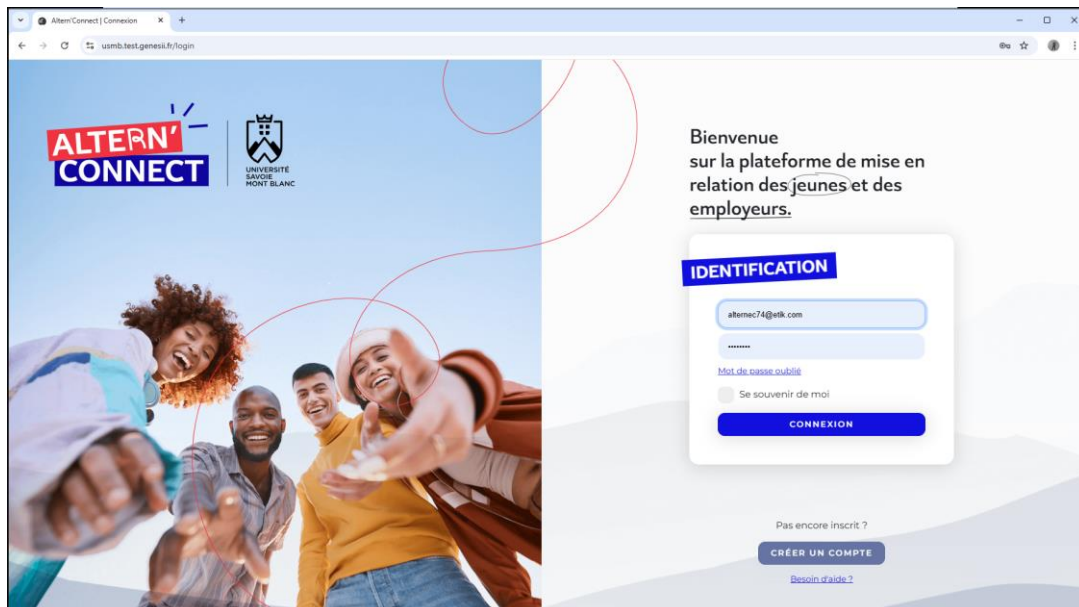 Altern'Connect | Connexion
usmb.test.genesii.fr/login
ALTERN'
CONNECT
UNIVERSITÉ
SAVOIE
MONT BLANC
Bienvenue
sur la plateforme de mise en
relation des jeunes et des
employeurs.
IDENTIFICATION
alternec74@etik.com
••••••••
Mot de passe oublié
Se souvenir de moi
CONNEXION
Pas encore inscrit ?
CRÉER UN COMPTE
Besoin d'aide ?